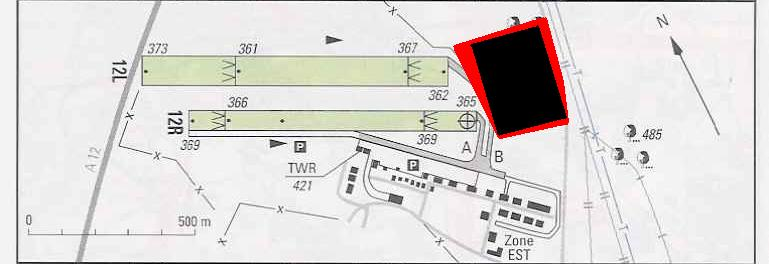 N
373
361
367
12L
362
365
366
12R
485
369
369
P
A
B
TWR
421
P
A 12
0
500 m
Zone
EST